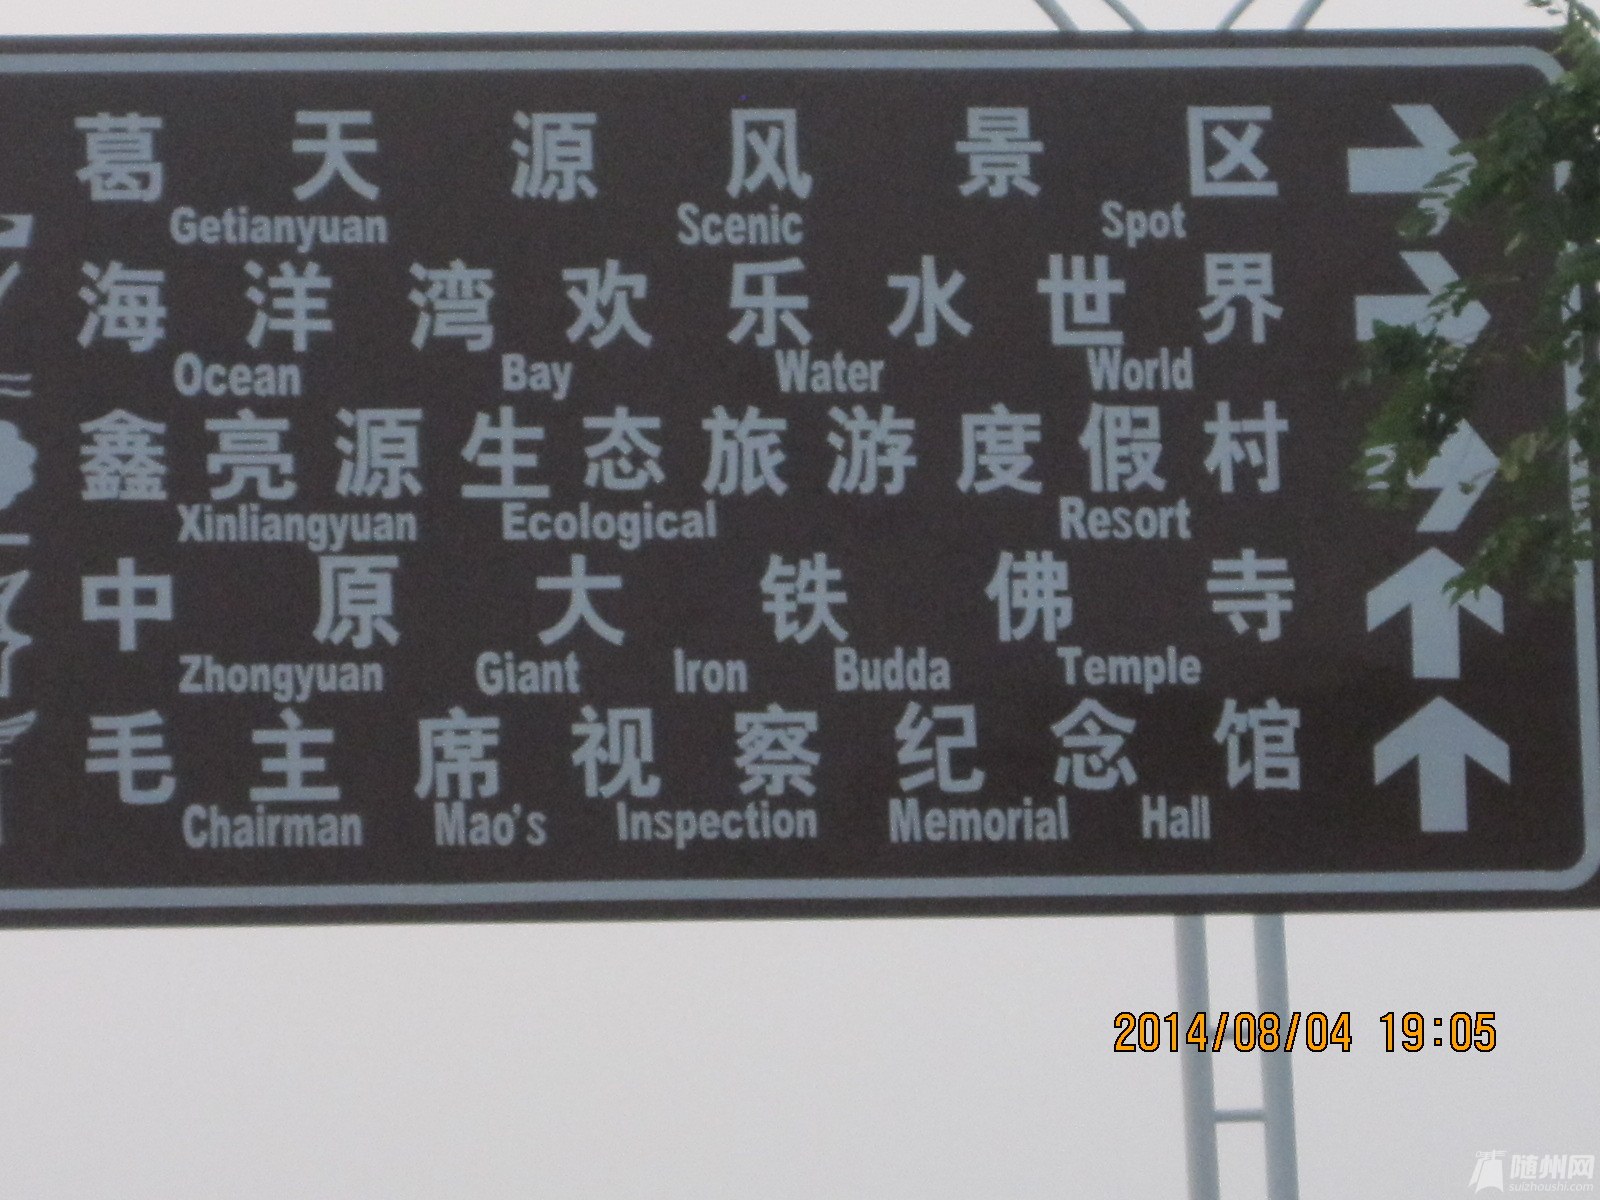 葛天源风景区
Getianyuan Scenic Spot
海洋湾欢乐水世界
Ocean Bay Water World
鑫亮源生态旅游度假村
Xinliangyuan Ecological Resort
中原大铁佛寺
Zhongyuan Giant Iron Budda Temple
毛主席视察纪念馆
Chairman Mao's Inspection Memorial Hall
2014/08/04 19:05
随州网
suizhoushi.com